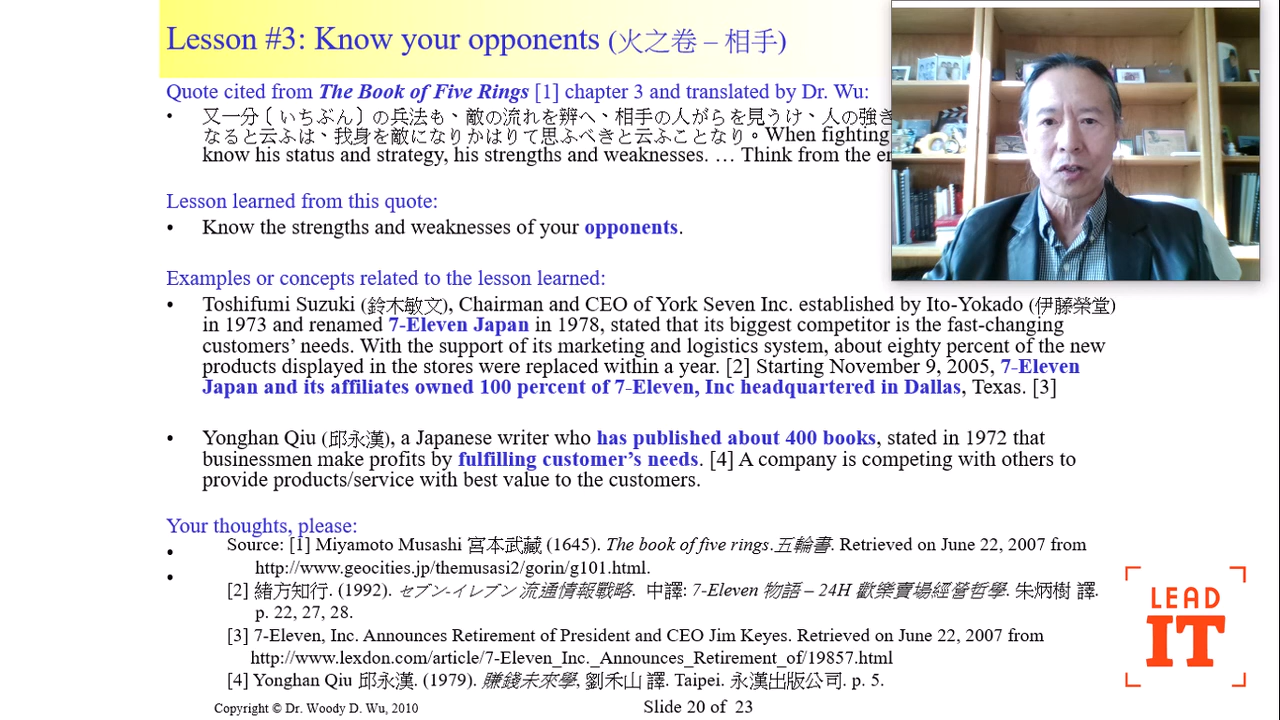 Lesson #3: Know your opponents (火之卷 – 相手)
Quote cited from The Book of Five Rings [1] chapter 3 and translated by Dr. Wu:
• 又一分〔いちぶん〕の兵法も、敵の流れを辨へ、相手の人がらを見うけ、人の強き
なると云ふは、我身を敵になりかはりて思ふべきと云ふことなり。When fighting
know his status and strategy, his strengths and weaknesses. … Think from the
Lesson learned from this quote:
• Know the strengths and weaknesses of your opponents.
Examples or concepts related to the lesson learned:
• Toshifumi Suzuki (鈴木敏文), Chairman and CEO of York Seven Inc. established by Ito-Yokado (伊藤榮堂)
in 1973 and renamed 7-Eleven Japan in 1978, stated that its biggest competitor is the fast-changing
customers' needs. With the support of its marketing and logistics system, about eighty percent of the new
products displayed in the stores were replaced within a year. [2] Starting November 9, 2005, 7-Eleven
Japan and its affiliates owned 100 percent of 7-Eleven, Inc headquartered in Dallas, Texas. [3]
• Yonghan Qiu (邱永漢), a Japanese writer who has published about 400 books, stated in 1972 that
businessmen make profits by fulfilling customer's needs. [4] A company is competing with others to
provide products/service with best value to the customers.
Your thoughts, please:
•
•
Source: [1] Miyamoto Musashi 宮本武藏 (1645). The book of five rings.五輪書. Retrieved on June 22, 2007 from
http://www.geocities.jp/themusasi2/gorin/g101.html.
[2] 緒方知行. (1992). セブン-イレブン 流通情報戰略. 中譯: 7-Eleven 物語 – 24H 歡樂賣場經營哲學. 朱炳樹 譯.
p. 22, 27, 28.
[3] 7-Eleven, Inc. Announces Retirement of President and CEO Jim Keyes. Retrieved on June 22, 2007 from
http://www.lexdon.com/article/7-Eleven_Inc._Announces_Retirement_of/19857.html
[4] Yonghan Qiu 邱永漢. (1979). 賺錢未來學, 劉禾山 譯. Taipei. 永漢出版公司. p. 5.
LEAD
IT
Copyright © Dr. Woody D. Wu, 2010
Slide 20 of 23